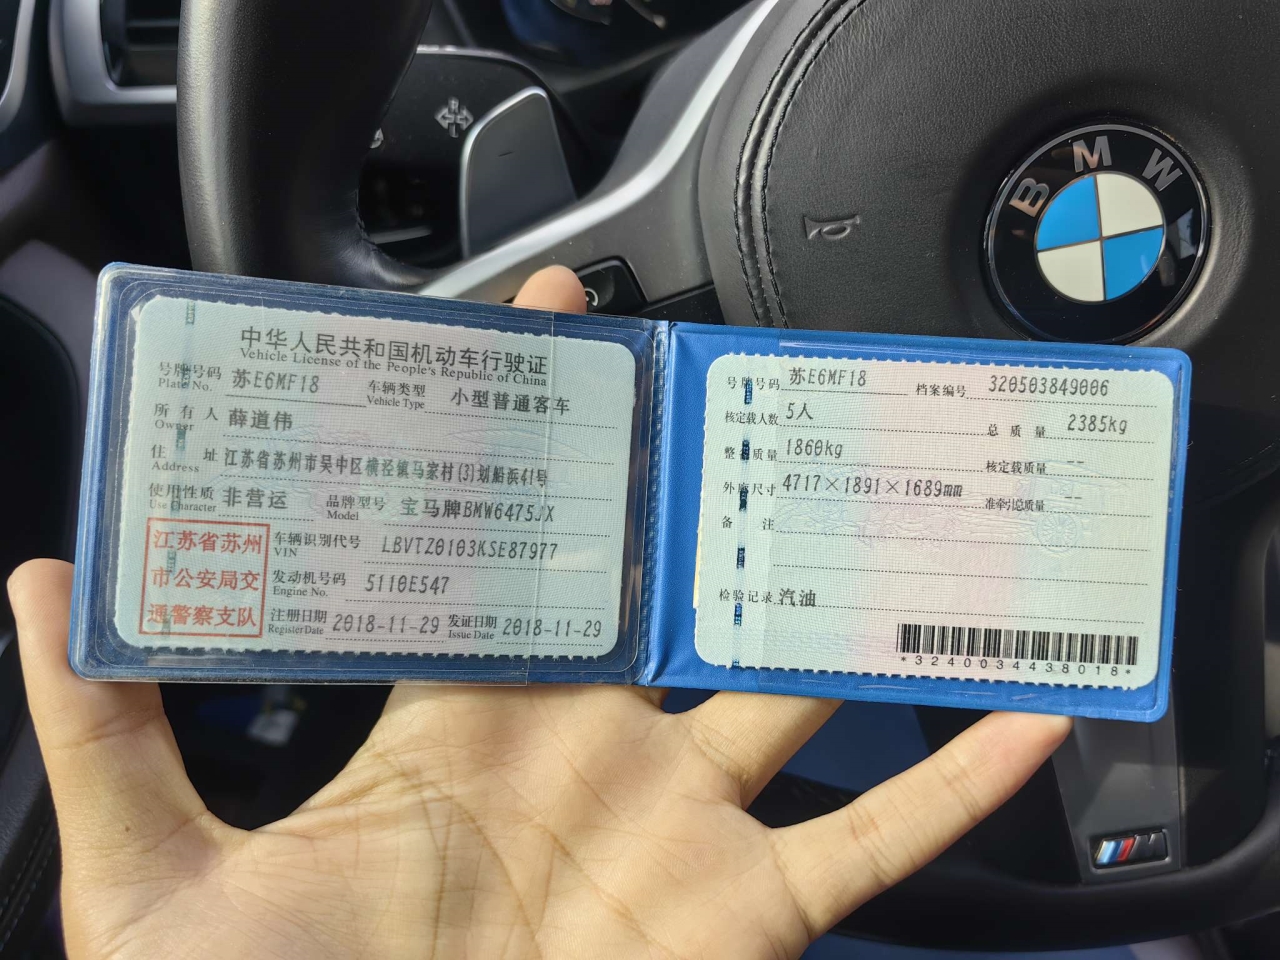 中华人民共和国机动车行驶证
Vehicle License of the People's Republic of China
号牌号码 苏E6MF18 车辆类型 小型普通客车
Plate No. Vehicle Type
所有人 薛道伟
Owner
住址 江苏省苏州市吴中区横泾镇马家村(3)划船浜41号
Address
使用性质 非营运 品牌型号 宝马牌BMW6475JX
Use Character Model
江苏省苏州
市公安局交
通警察支队
车辆识别代号 LBVTZ0103KSE87977
VIN
发动机号码 5110E547
Engine No.
注册日期 2018-11-29 发证日期 2018-11-29
Register Date Issue Date
号牌号码 苏E6MF18 档案编号 320503849006
核定载人数 5人 总质量 2385kg
整备质量 1860kg 核定载质量 --
外廓尺寸 4717×1891×1689mm 准牵引总质量 --
备注
检验记录 汽油
*3240034438018*
BMW
R
L
M